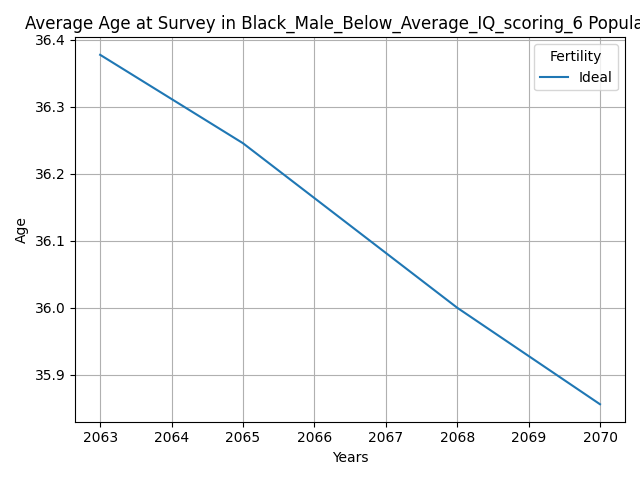 Average Age at Survey in Black_Male_Below_Average_IQ_scoring_6 Popula
36.4
36.3
36.2
36.1
36.0
35.9
Age
Fertility
Ideal
2063 2064 2065 2066 2067 2068 2069 2070
Years